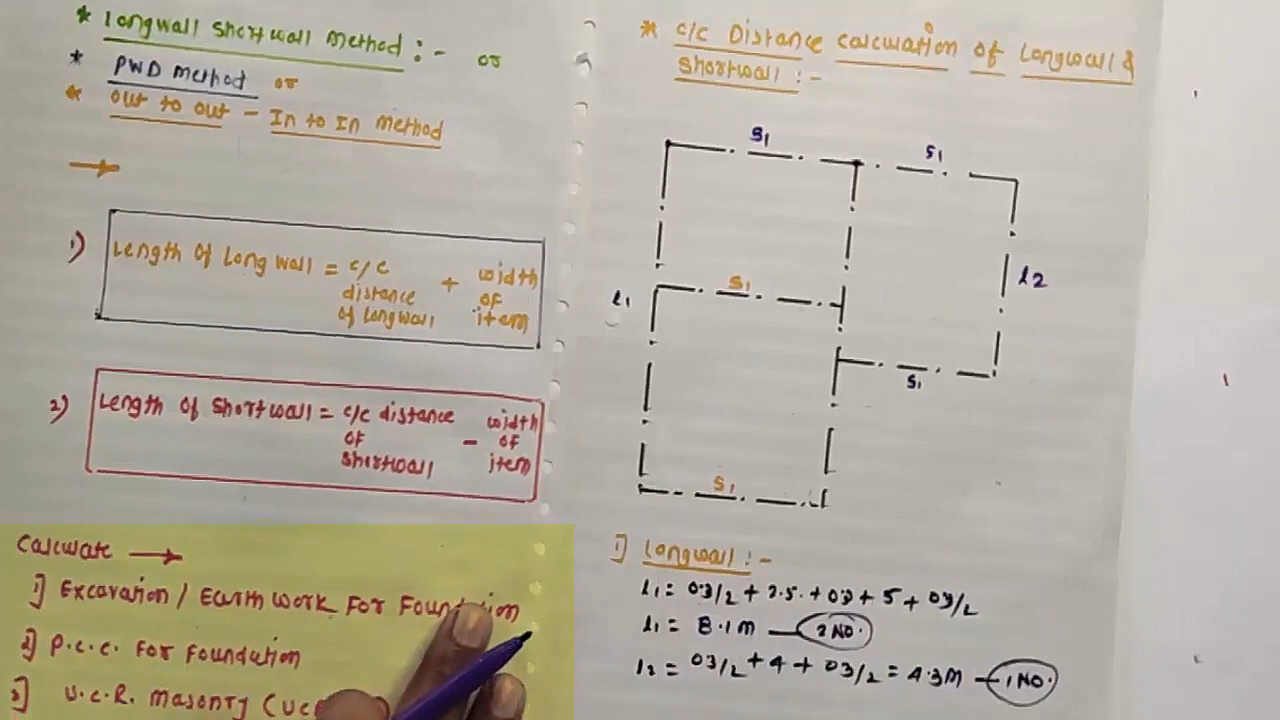 * Longwall Shortwall Method :- or
* PWD Method or
* Out to Out - In to In Method
1) Length Of Long wall = c/c distance of longwall + width of item
2) Length Of Shortwall = c/c distance of shortwall - width of item
Calculate →
1] Excavation / Earthwork For Foundation
2] P.C.C. For Foundation
3] U.C.R. Masonry (UCR
* c/c Distance calculation of Longwall & Shortwall :-
S1
S1
l2
S1
l1
S1
S1
1] Longwall :-
l1 = 0.3/2 + 2.5 + 0.3 + 5 + 0.3/2
l1 = 8.1m — 2 NO.
l2 = 0.3/2 + 4 + 0.3/2 = 4.3m — 1 NO.